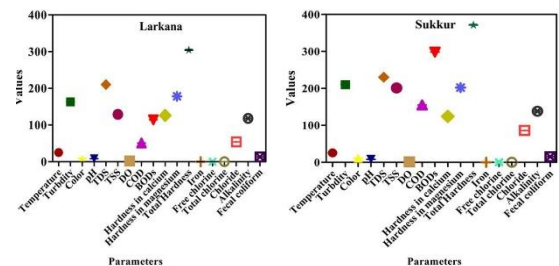 Larkana
Values
400
300
200
100
0
Temperature
Turbidity
Color
pH
TDS
TSS
DO
COD
BODs
Hardness in calcium
Hardness in magnesium
Total Hardness
Iron
Free chlorine
Total chlorine
Chloride
Alkalinity
Fecal coliform
Parameters
Sukkur
Values
400
300
200
100
0
Temperature
Turbidity
Color
pH
TDS
TSS
DO
COD
BODs
Hardness in calcium
Hardness in magnesium
Total Hardness
Iron
Free chlorine
Total chlorine
Chloride
Alkalinity
Fecal coliform
Parameters